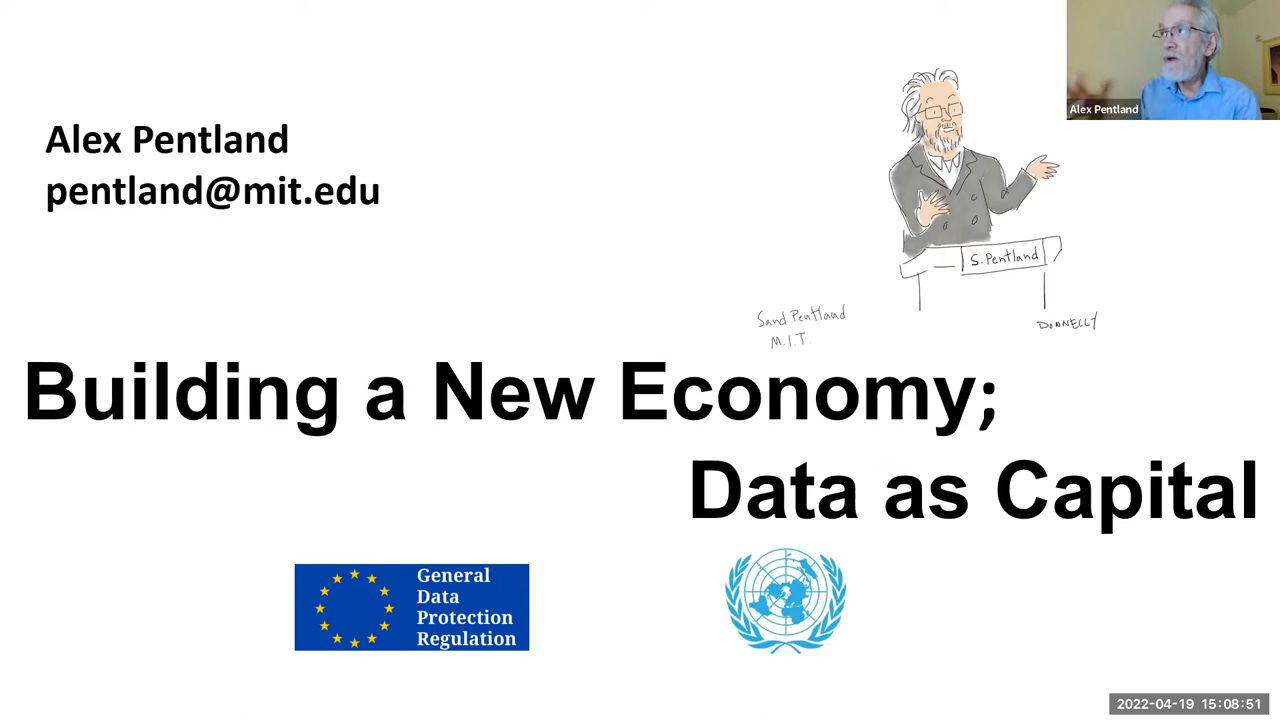 Alex Pentland
Alex Pentland
pentland@mit.edu
S. Pentland
Sand Pentland
M.I.T.
DONNELLY
Building a New Economy;
Data as Capital
General
Data
Protection
Regulation
2022-04-19 15:08:51